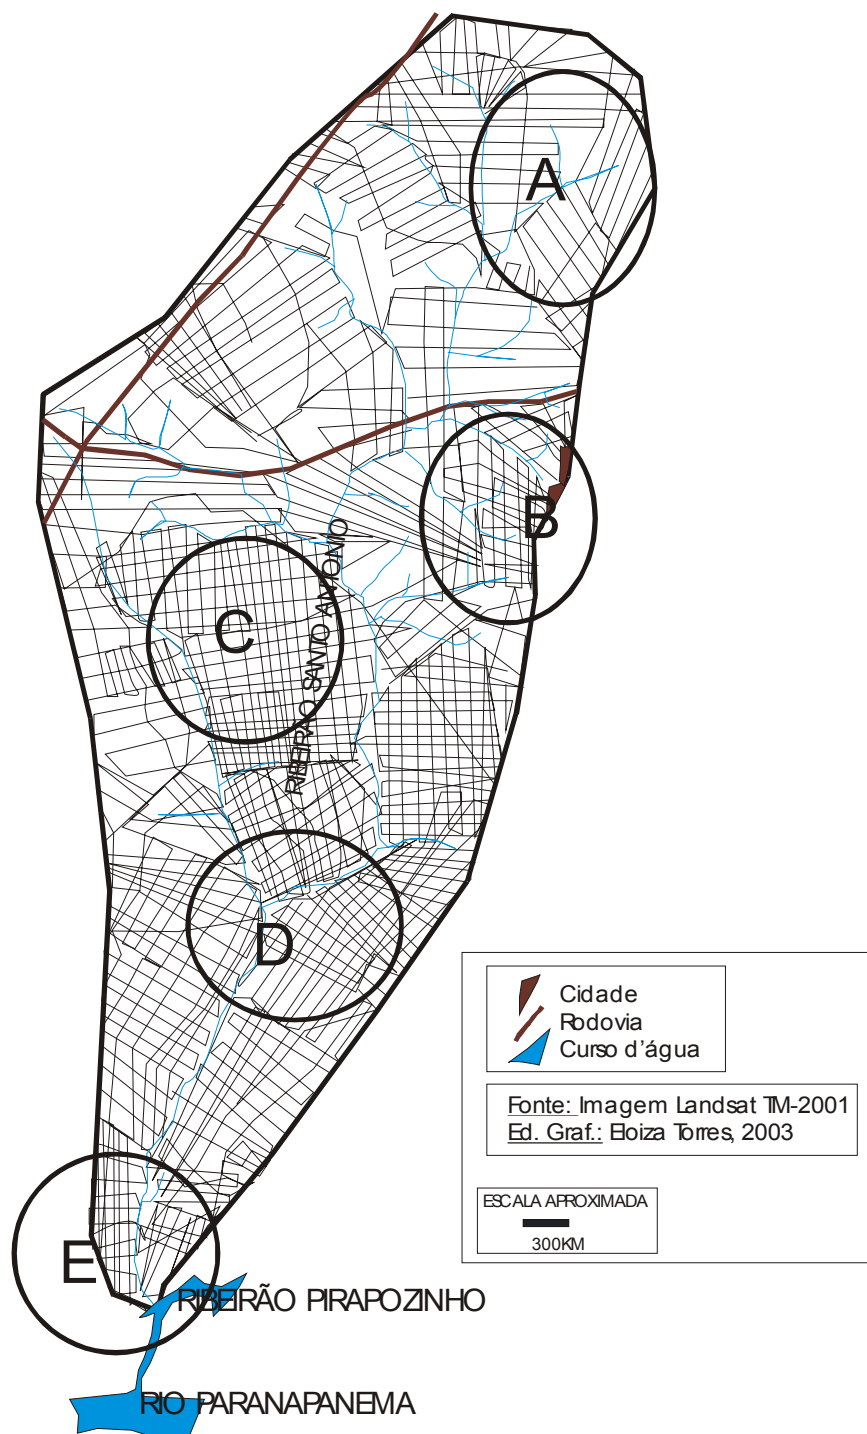 A
B
C
RIBEIRÃO SANTO ANTONIO
D
Cidade
Rodovia
Curso d'água
Fonte: Imagem Landsat TM-2001
Ed. Graf.: Eloiza Torres, 2003
ESCALA APROXIMADA
300KM
E
RIBEIRÃO PIRAPOZINHO
RIO PARANAPANEMA